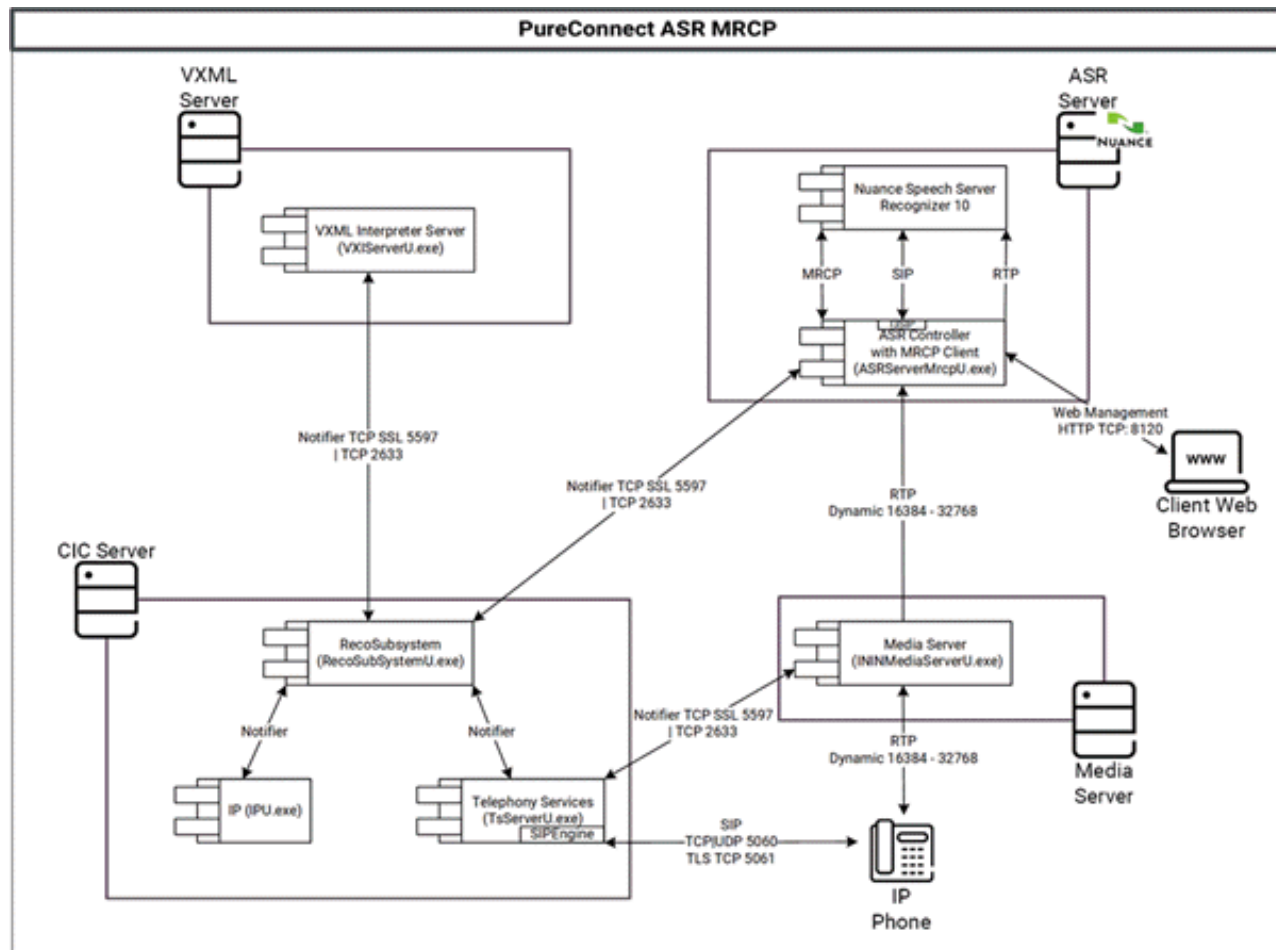 PureConnect ASR MRCP
VXML
Server
ASR
Server
NUANCE
Nuance Speech Server
Recognizer 10
VXML Interpreter Server
(VXIServerU.exe)
MRCP
SIP
RTP
ASR Controller
with MRCP Client
(ASRServerMrcpU.exe)
Web Management
HTTP TCP: 8120
www
Client Web
Browser
Notifier TCP SSL 5597
| TCP 2633
Notifier TCP SSL 5597
| TCP 2633
RTP
Dynamic 16384 - 32768
CIC Server
RecoSubsystem
(RecoSubSystemU.exe)
Media Server
(ININMediaServerU.exe)
Notifier
Notifier
Notifier TCP SSL 5597
| TCP 2633
RTP
Dynamic 16384 - 32768
Media
Server
IP (IPU.exe)
Telephony Services
(TsServerU.exe)
SIPEngine
SIP
TCP|UDP 5060
TLS TCP 5061
IP
Phone